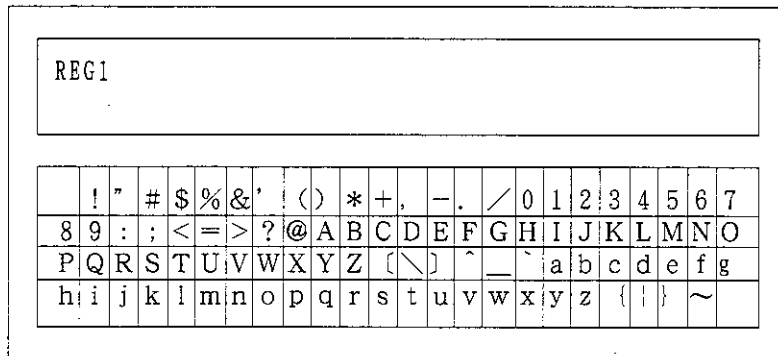 REG1
! " # $ % & ' ( ) * + , - . / 0 1 2 3 4 5 6 7
8 9 : ; < = > ? @ A B C D E F G H I J K L M N O
P Q R S T U V W X Y Z [ \ ] ^ _ ` a b c d e f g
h i j k l m n o p q r s t u v w x y z { | } ~